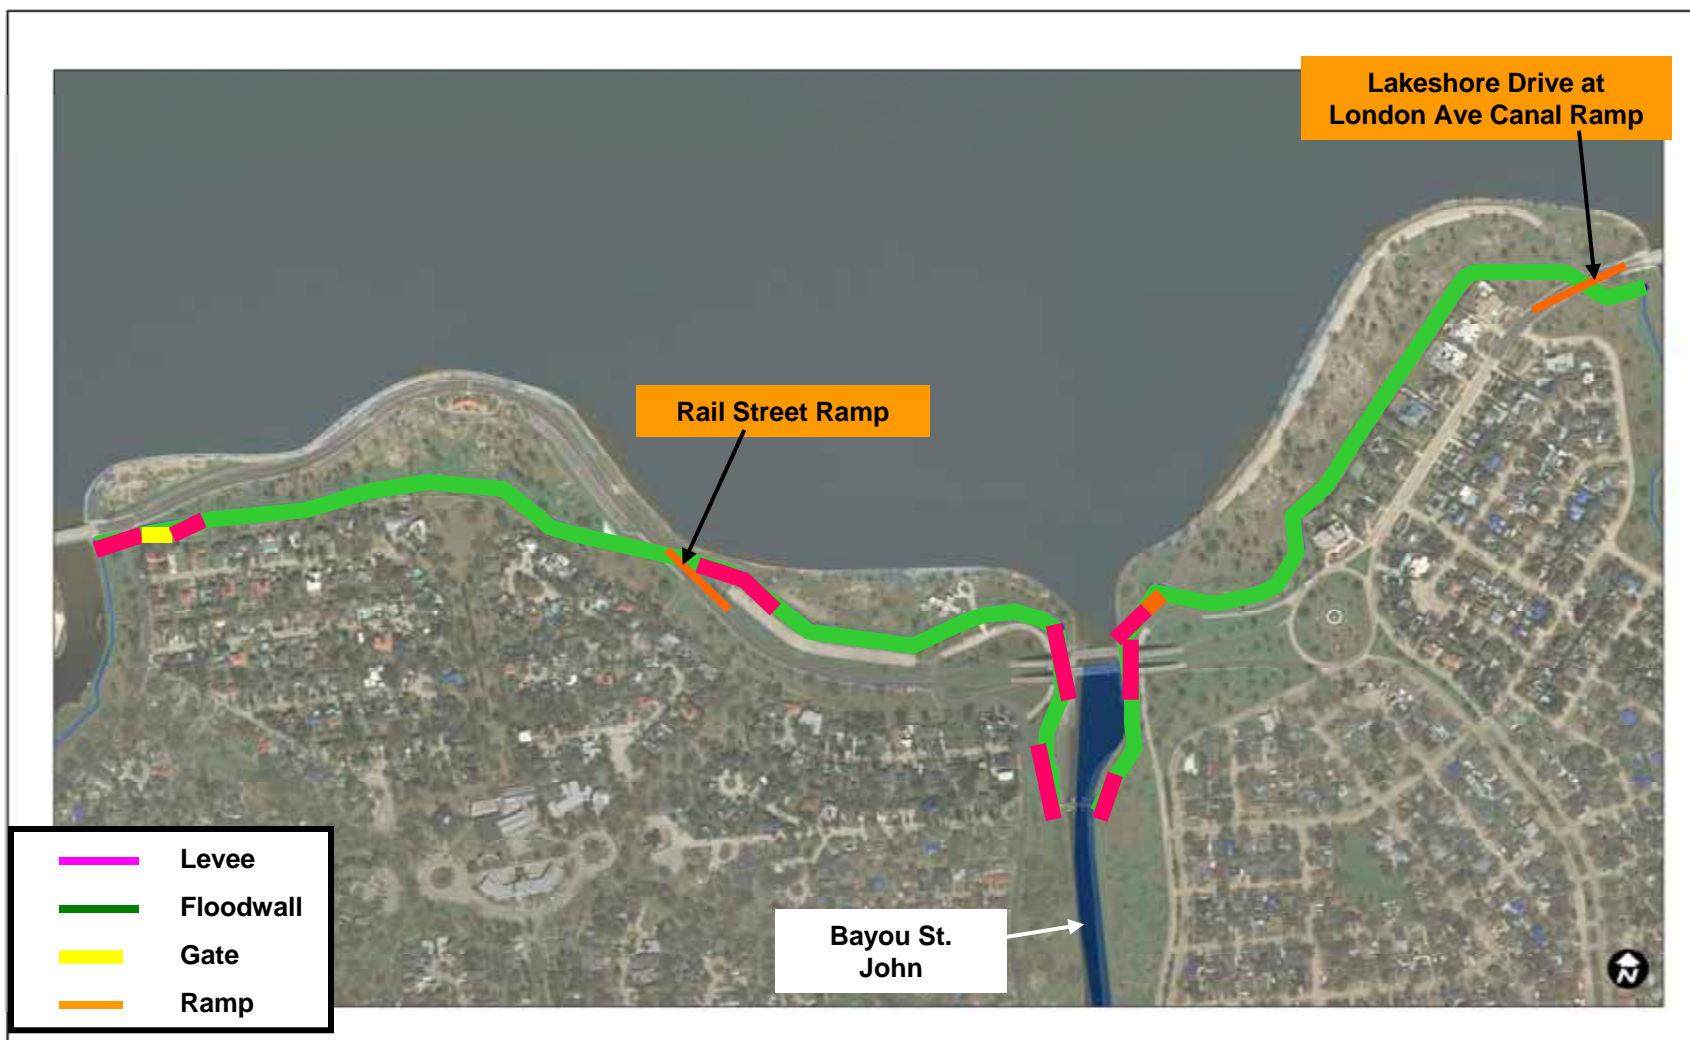 Lakeshore Drive at
London Ave Canal Ramp
Rail Street Ramp
Bayou St.
John
Levee
Floodwall
Gate
Ramp
N